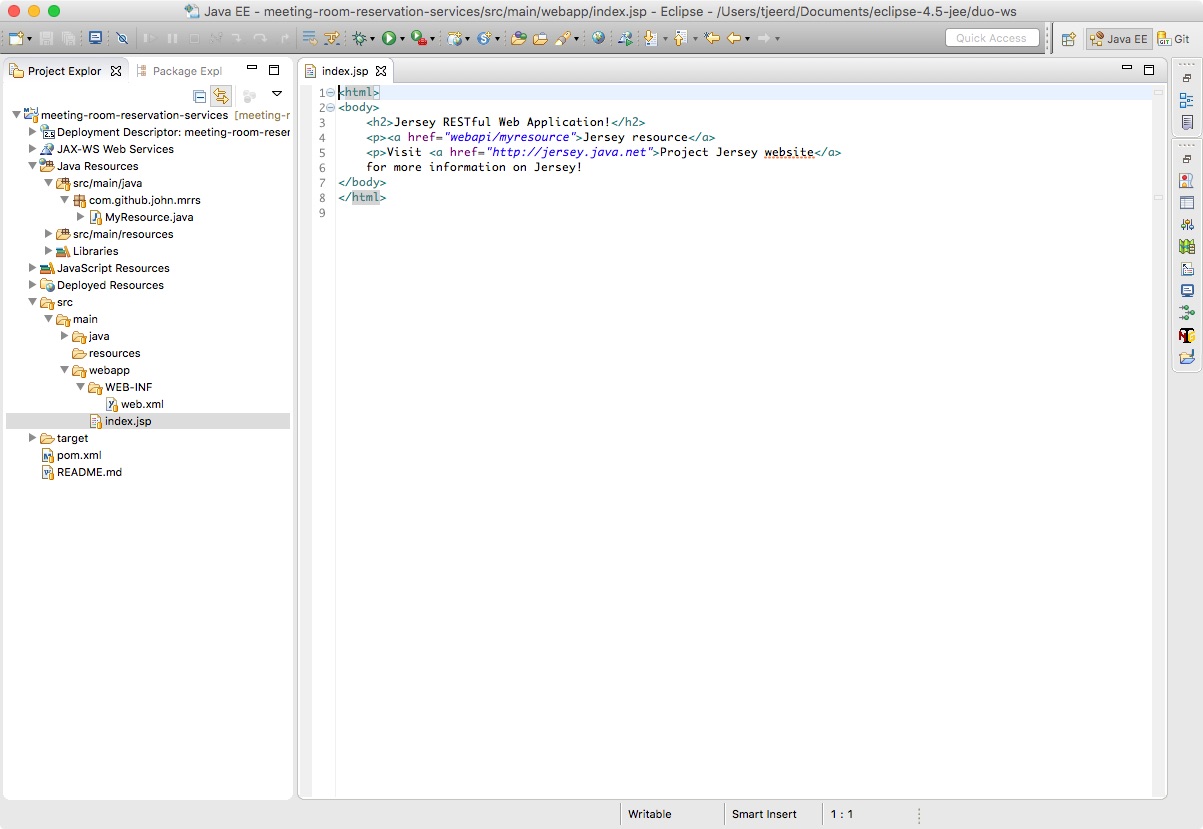 Java EE - meeting-room-reservation-services/src/main/webapp/index.jsp - Eclipse - /Users/tjeerd/Documents/eclipse-4.5-jee/duo-ws
Quick Access
Java EE
Git
Project Explor
Package Expl
meeting-room-reservation-services [meeting-r
Deployment Descriptor: meeting-room-reser
JAX-WS Web Services
Java Resources
src/main/java
com.github.john.mrrs
MyResource.java
src/main/resources
Libraries
JavaScript Resources
Deployed Resources
src
main
java
resources
webapp
WEB-INF
web.xml
index.jsp
target
pom.xml
README.md
index.jsp
1 <html>
2 <body>
3     <h2>Jersey RESTful Web Application!</h2>
4     <p><a href="webapi/myresource">Jersey resource</a>
5     <p>Visit <a href="http://jersey.java.net">Project Jersey website</a>
6     for more information on Jersey!
7 </body>
8 </html>
9
Writable
Smart Insert
1 : 1